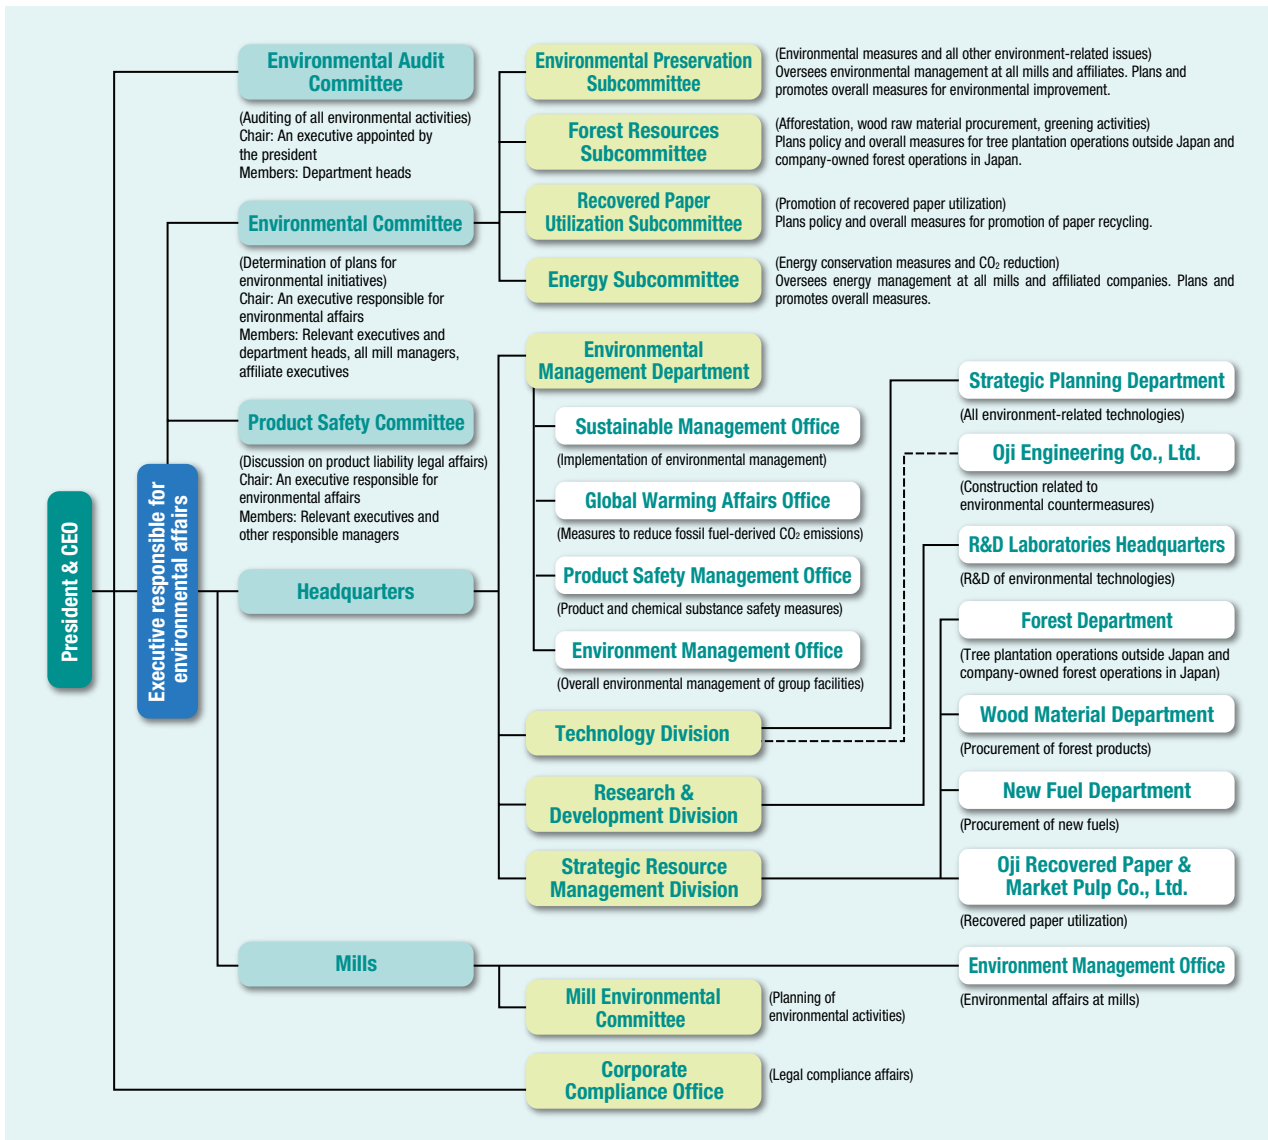 President & CEO
Executive responsible for
environmental affairs
Environmental Audit
Committee
(Auditing of all environmental activities)
Chair: An executive appointed by
the president
Members: Department heads
Environmental Committee
(Determination of plans for
environmental initiatives)
Chair: An executive responsible for
environmental affairs
Members: Relevant executives and
department heads, all mill managers,
affiliate executives
Product Safety Committee
(Discussion on product liability legal affairs)
Chair: An executive responsible for
environmental affairs
Members: Relevant executives and
other responsible managers
Headquarters
Mills
Environmental Preservation
Subcommittee
(Environmental measures and all other environment-related issues)
Oversees environmental management at all mills and affiliates. Plans and
promotes overall measures for environmental improvement.
Forest Resources
Subcommittee
(Afforestation, wood raw material procurement, greening activities)
Plans policy and overall measures for tree plantation operations outside Japan and
company-owned forest operations in Japan.
Recovered Paper
Utilization Subcommittee
(Promotion of recovered paper utilization)
Plans policy and overall measures for promotion of paper recycling.
Energy Subcommittee
(Energy conservation measures and CO₂ reduction)
Oversees energy management at all mills and affiliated companies. Plans and
promotes overall measures.
Environmental
Management Department
Sustainable Management Office
(Implementation of environmental management)
Global Warming Affairs Office
(Measures to reduce fossil fuel-derived CO₂ emissions)
Product Safety Management Office
(Product and chemical substance safety measures)
Environment Management Office
(Overall environmental management of group facilities)
Technology Division
Research &
Development Division
Strategic Resource
Management Division
Strategic Planning Department
(All environment-related technologies)
Oji Engineering Co., Ltd.
(Construction related to
environmental countermeasures)
R&D Laboratories Headquarters
(R&D of environmental technologies)
Forest Department
(Tree plantation operations outside Japan and
company-owned forest operations in Japan)
Wood Material Department
(Procurement of forest products)
New Fuel Department
(Procurement of new fuels)
Oji Recovered Paper &
Market Pulp Co., Ltd.
(Recovered paper utilization)
Environment Management Office
(Environmental affairs at mills)
Mill Environmental
Committee
(Planning of
environmental activities)
Corporate
Compliance Office
(Legal compliance affairs)